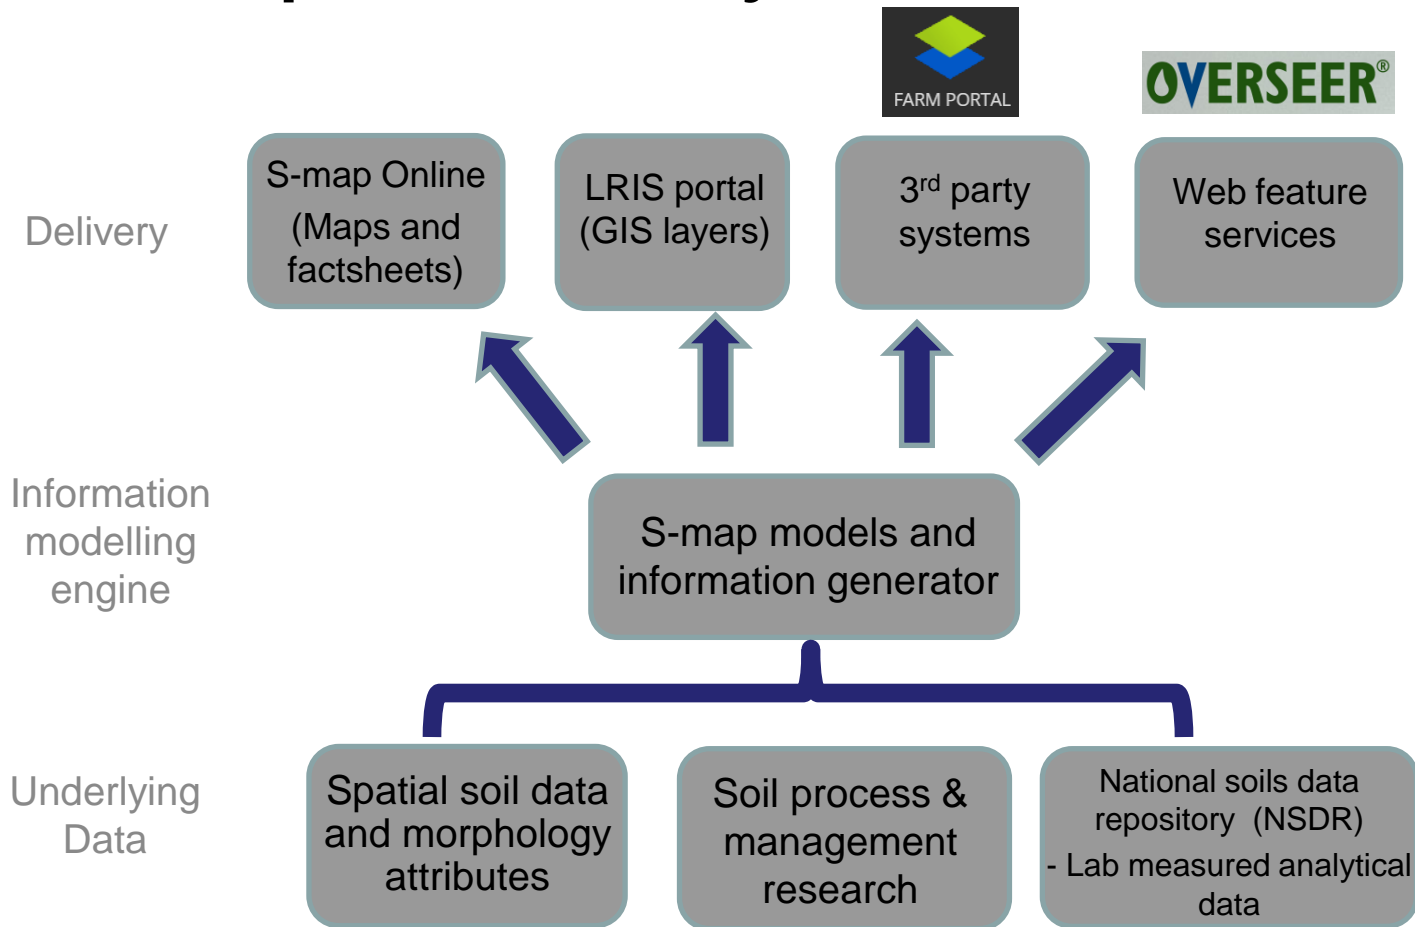 FARM PORTAL
OVERSEER®
S-map Online
(Maps and
factsheets)
LRIS portal
(GIS layers)
3rd party
systems
Web feature
services
Delivery
Information
modelling
engine
S-map models and
information generator
Underlying
Data
Spatial soil data
and morphology
attributes
Soil process &
management
research
National soils data
repository (NSDR)
- Lab measured analytical
data